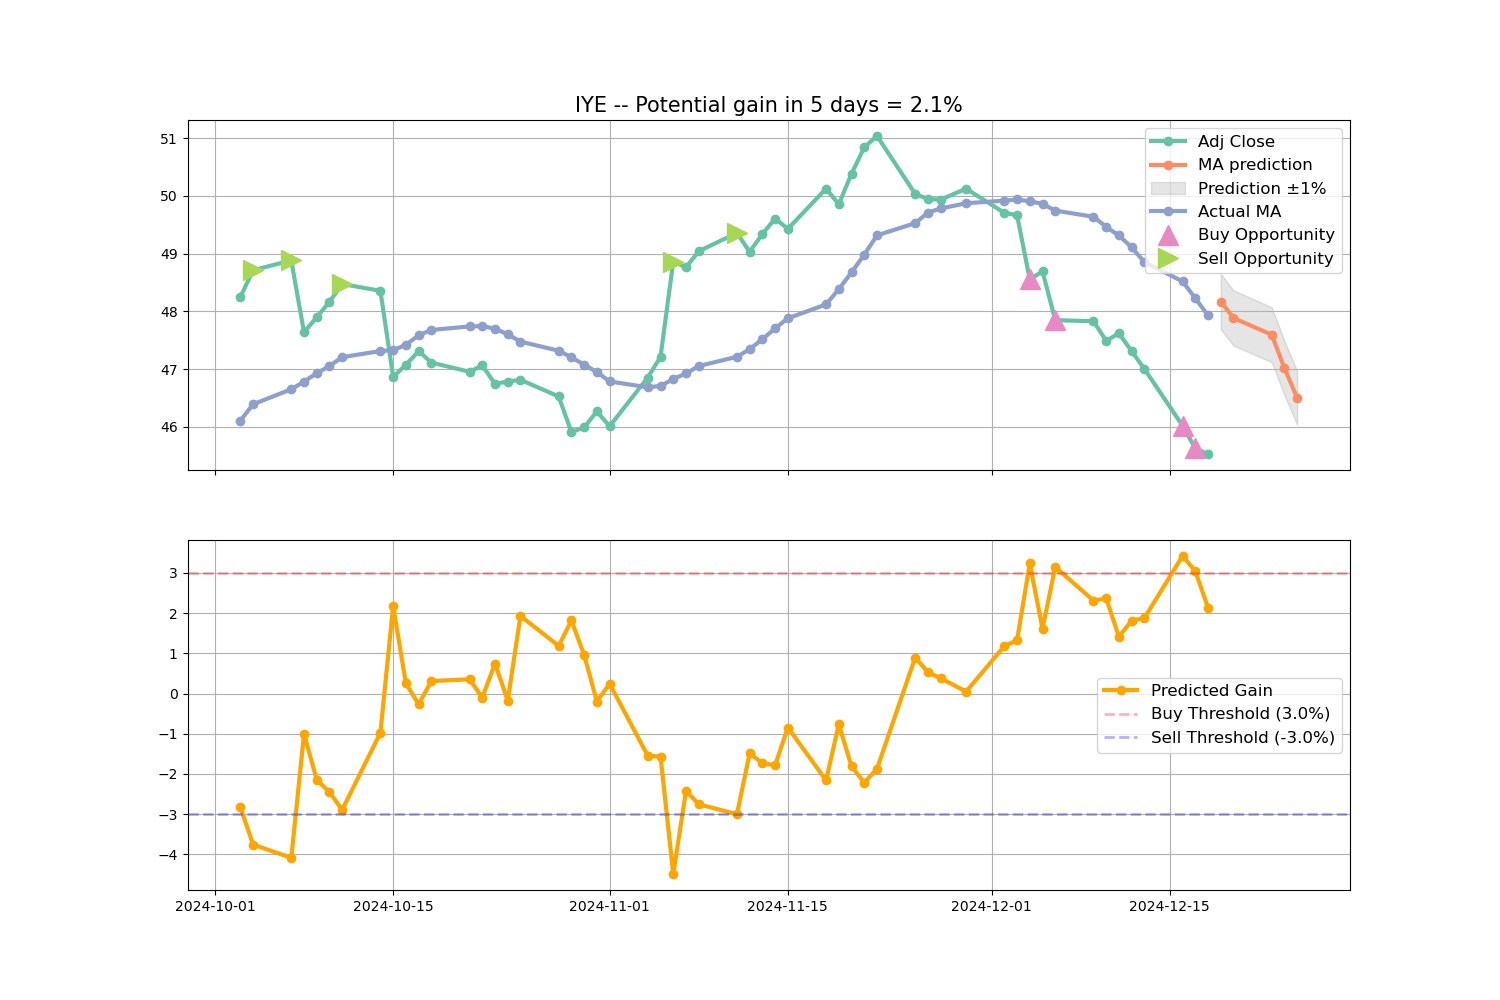 IYE -- Potential gain in 5 days = 2.1%
51
50
49
48
47
46
Adj Close
MA prediction
Prediction ±1%
Actual MA
Buy Opportunity
Sell Opportunity
3
2
1
0
−1
−2
−3
−4
Predicted Gain
Buy Threshold (3.0%)
Sell Threshold (-3.0%)
2024-10-01
2024-10-15
2024-11-01
2024-11-15
2024-12-01
2024-12-15